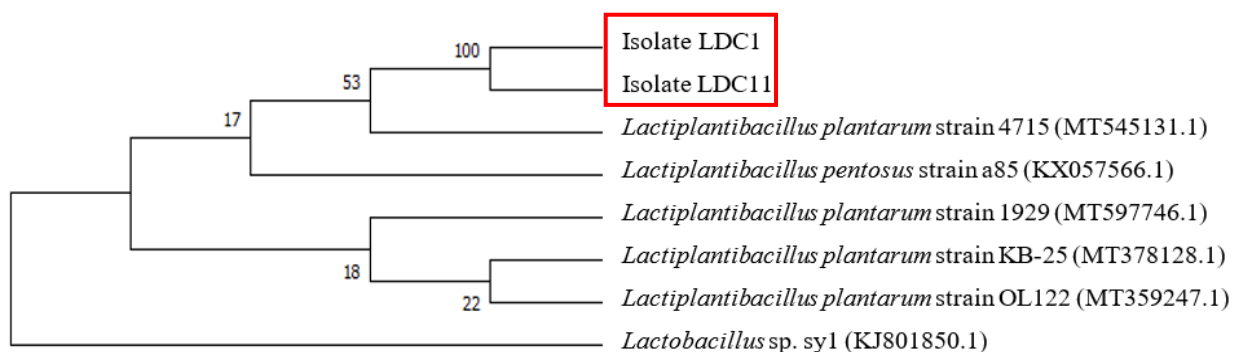 Isolate LDC1
100
Isolate LDC11
53
Lactiplantibacillus plantarum strain 4715 (MT545131.1)
17
Lactiplantibacillus pentosus strain a85 (KX057566.1)
Lactiplantibacillus plantarum strain 1929 (MT597746.1)
Lactiplantibacillus plantarum strain KB-25 (MT378128.1)
18
Lactiplantibacillus plantarum strain OL122 (MT359247.1)
22
Lactobacillus sp. sy1 (KJ801850.1)